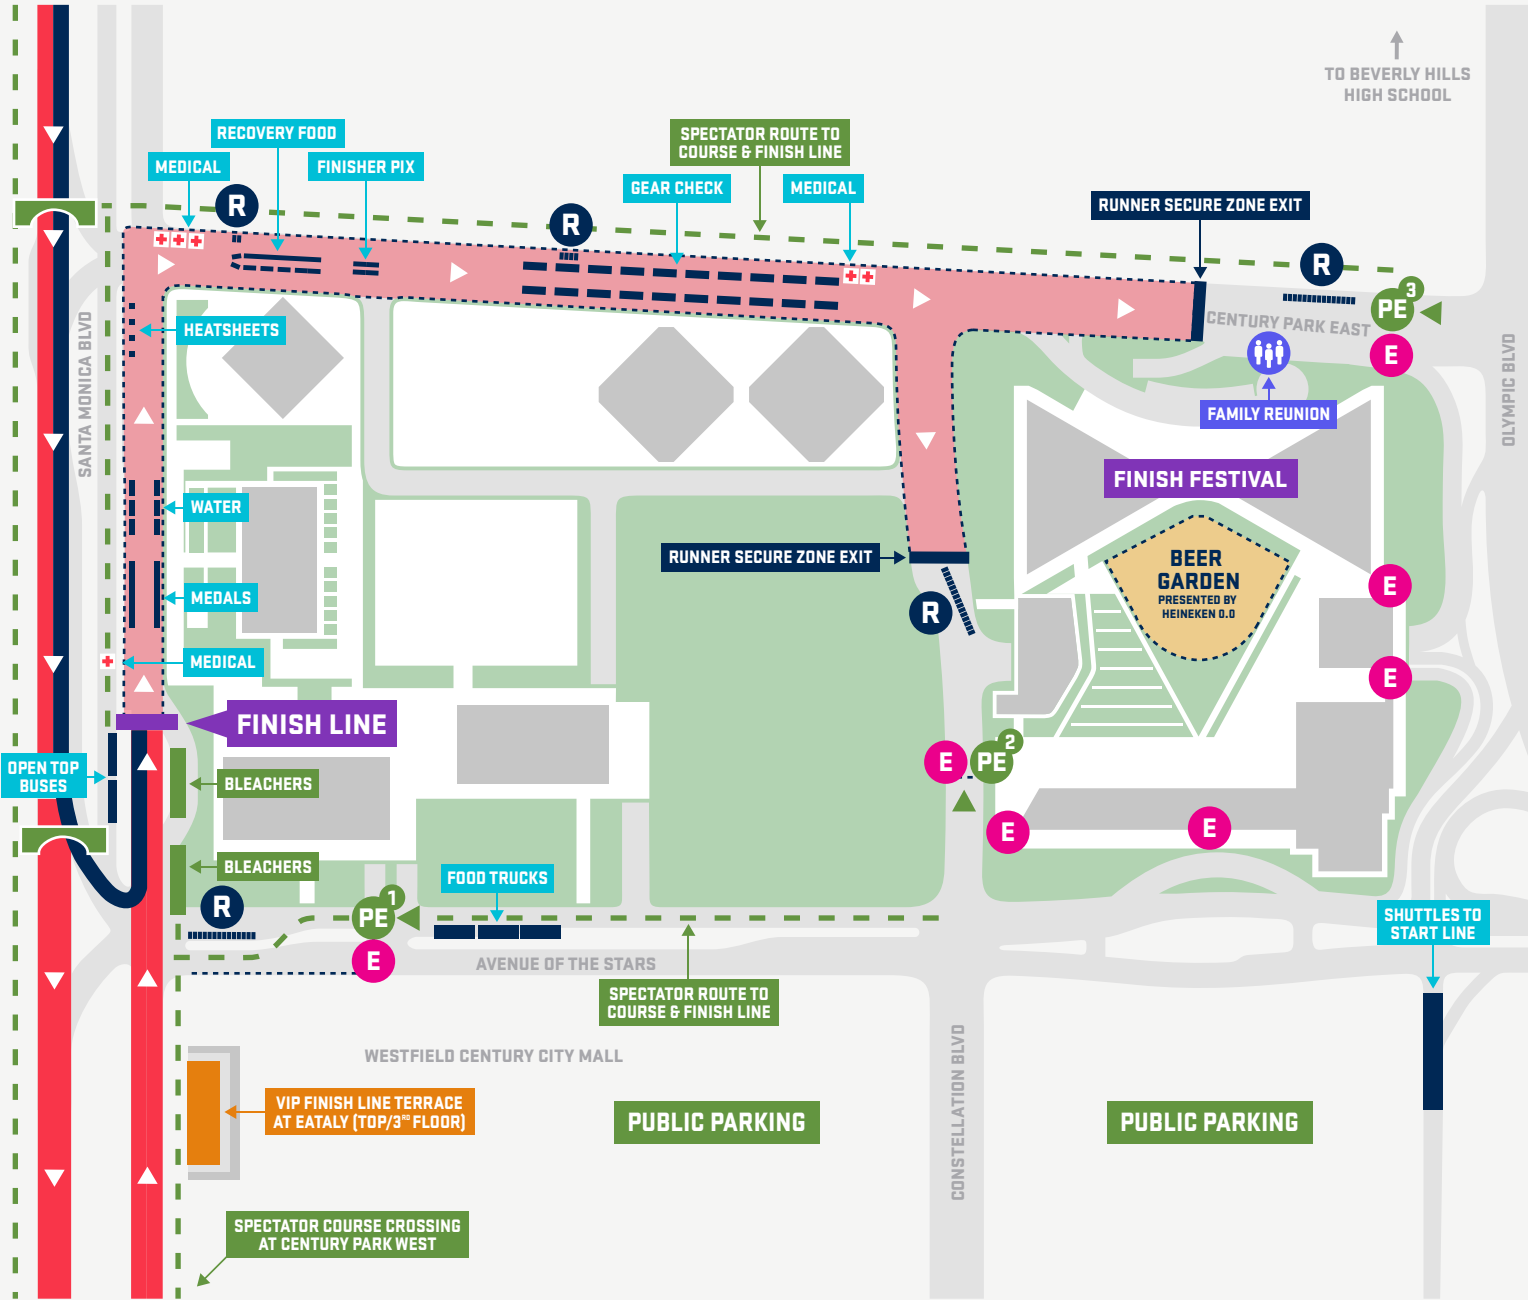 TO BEVERLY HILLS
HIGH SCHOOL
RECOVERY FOOD
SPECTATOR ROUTE TO
COURSE & FINISH LINE
MEDICAL
FINISHER PIX
GEAR CHECK
MEDICAL
RUNNER SECURE ZONE EXIT
R
R
R
3
PE
CENTURY PARK EAST
E
HEATSHEETS
SANTA MONICA BLVD
OLYMPIC BLVD
FAMILY REUNION
FINISH FESTIVAL
WATER
RUNNER SECURE ZONE EXIT
BEER
GARDEN
PRESENTED BY
HEINEKEN 0.0
E
MEDALS
R
MEDICAL
E
FINISH LINE
2
E
PE
OPEN TOP
BUSES
BLEACHERS
E
E
BLEACHERS
FOOD TRUCKS
R
1
PE
SHUTTLES TO
START LINE
E
AVENUE OF THE STARS
SPECTATOR ROUTE TO
COURSE & FINISH LINE
WESTFIELD CENTURY CITY MALL
CONSTELLATION BLVD
VIP FINISH LINE TERRACE
AT EATALY (TOP/3RD FLOOR)
PUBLIC PARKING
PUBLIC PARKING
SPECTATOR COURSE CROSSING
AT CENTURY PARK WEST